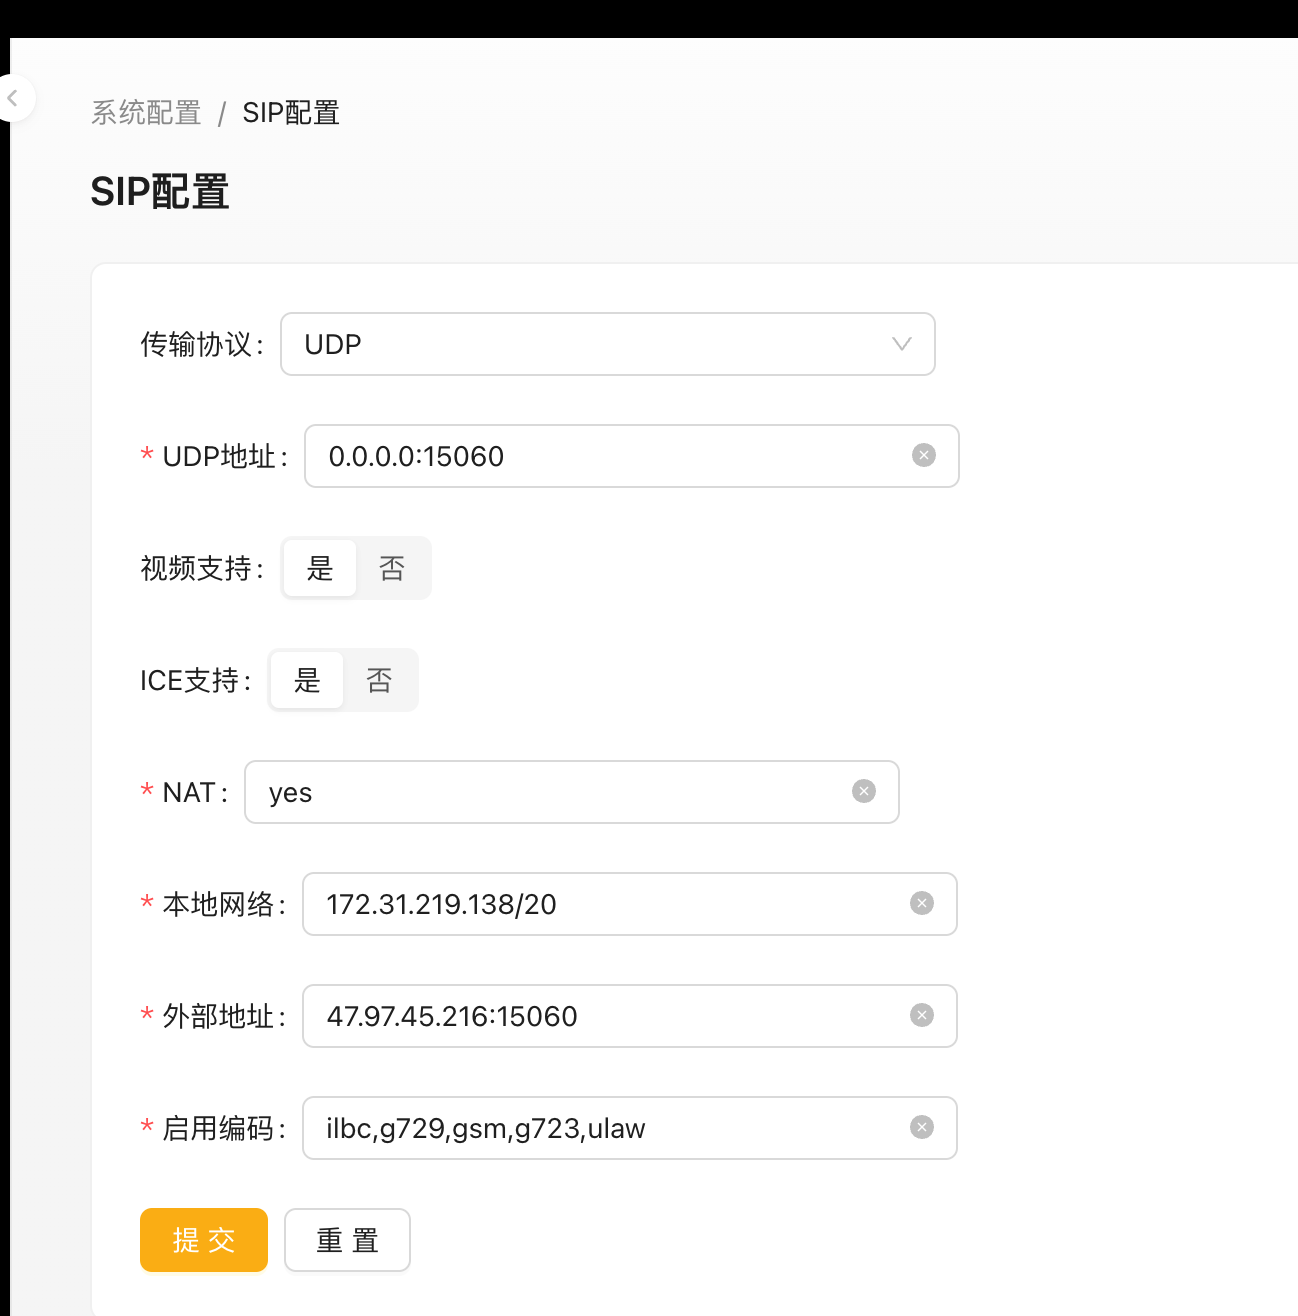 系统配置 / SIP配置
SIP配置
传输协议: UDP
* UDP地址: 0.0.0.0:15060
视频支持: 是 否
ICE支持: 是 否
* NAT: yes
* 本地网络: 172.31.219.138/20
* 外部地址: 47.97.45.216:15060
* 启用编码: ilbc,g729,gsm,g723,ulaw
提 交 重 置